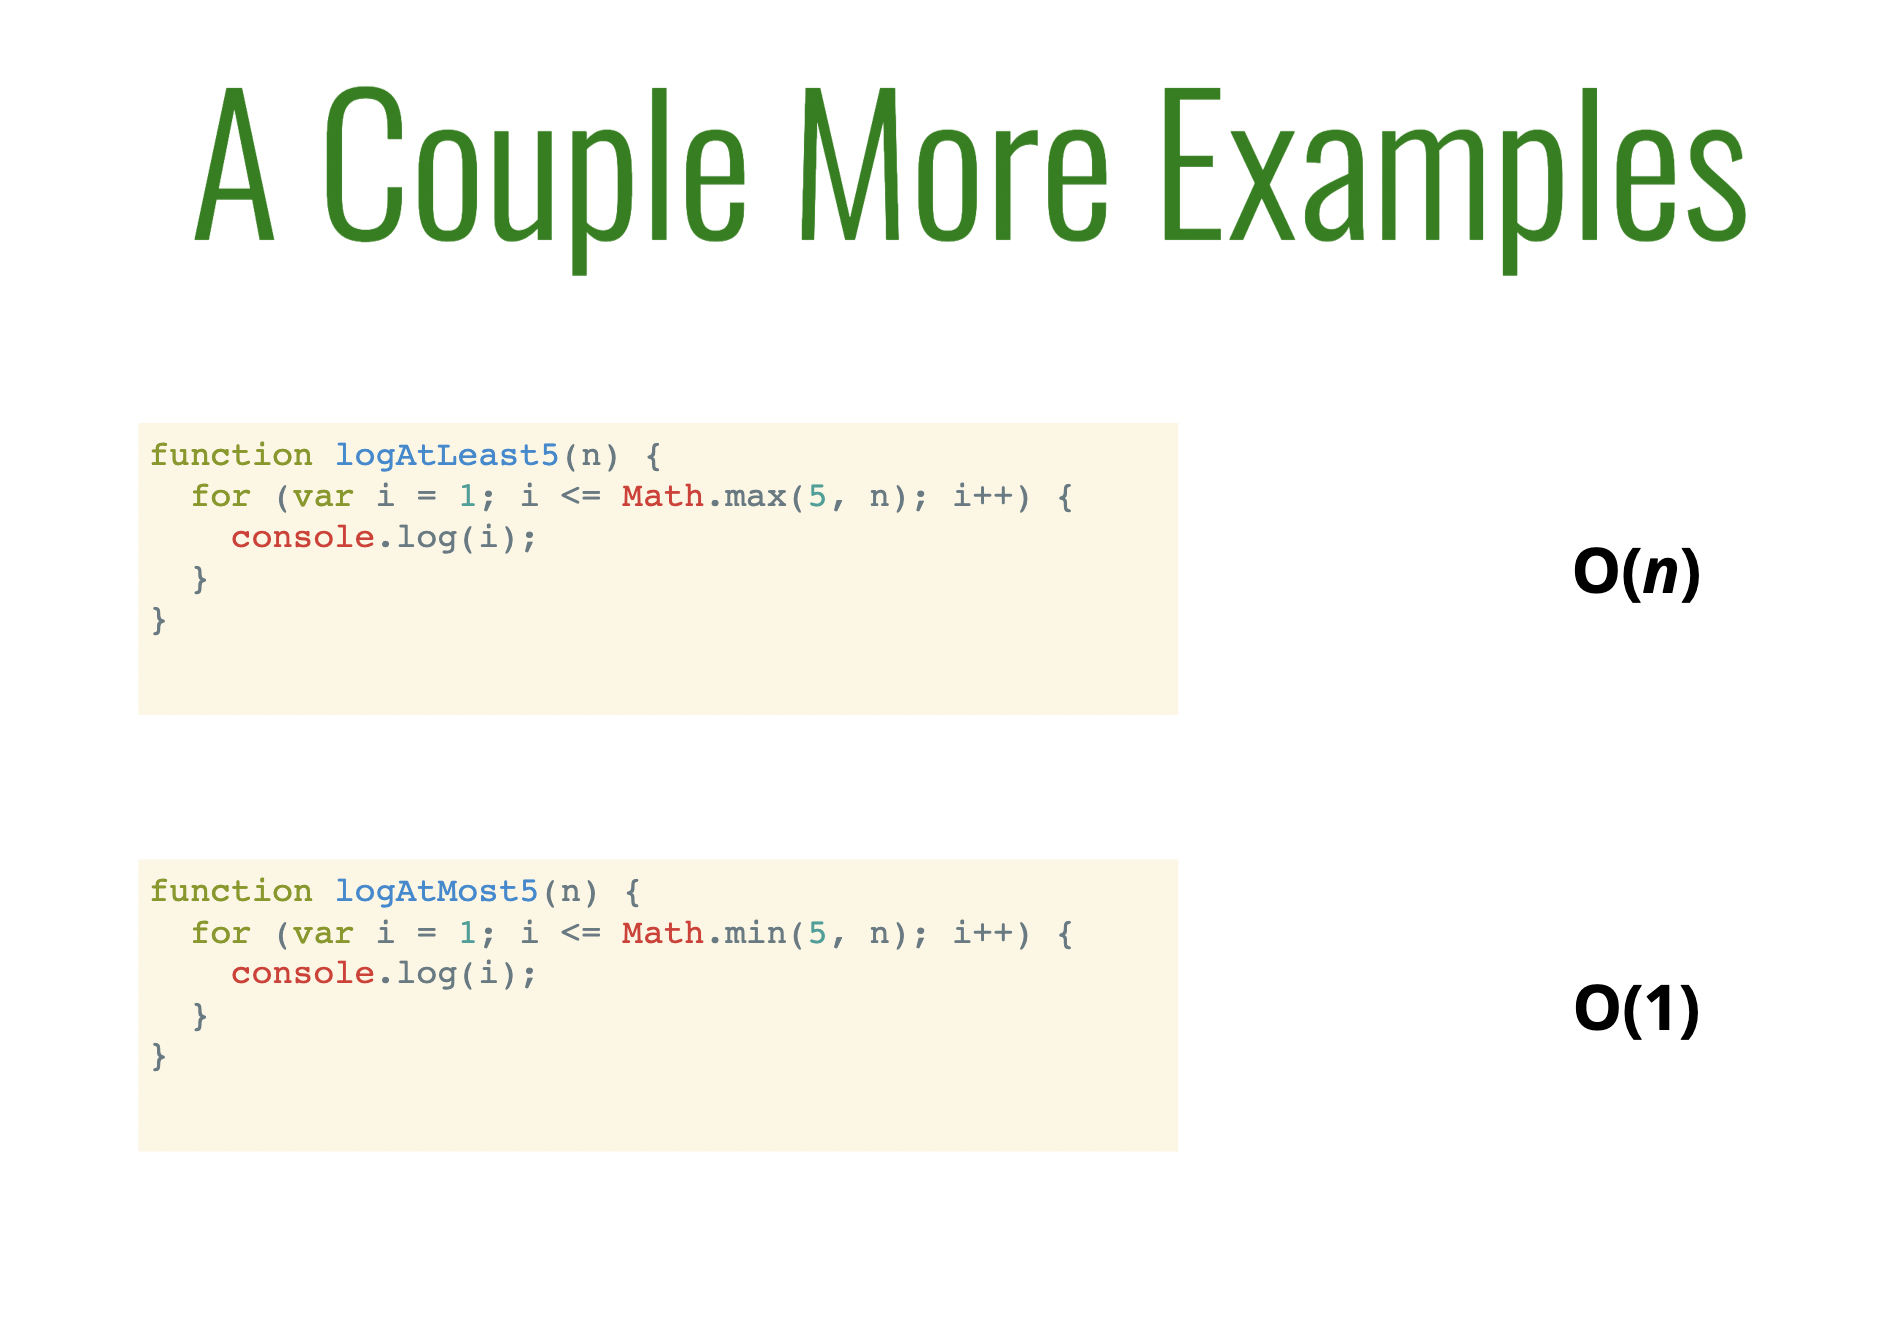 A Couple More Examples
function logAtLeast5(n) {
  for (var i = 1; i <= Math.max(5, n); i++) {
    console.log(i);
  }
}
O(n)
function logAtMost5(n) {
  for (var i = 1; i <= Math.min(5, n); i++) {
    console.log(i);
  }
}
O(1)